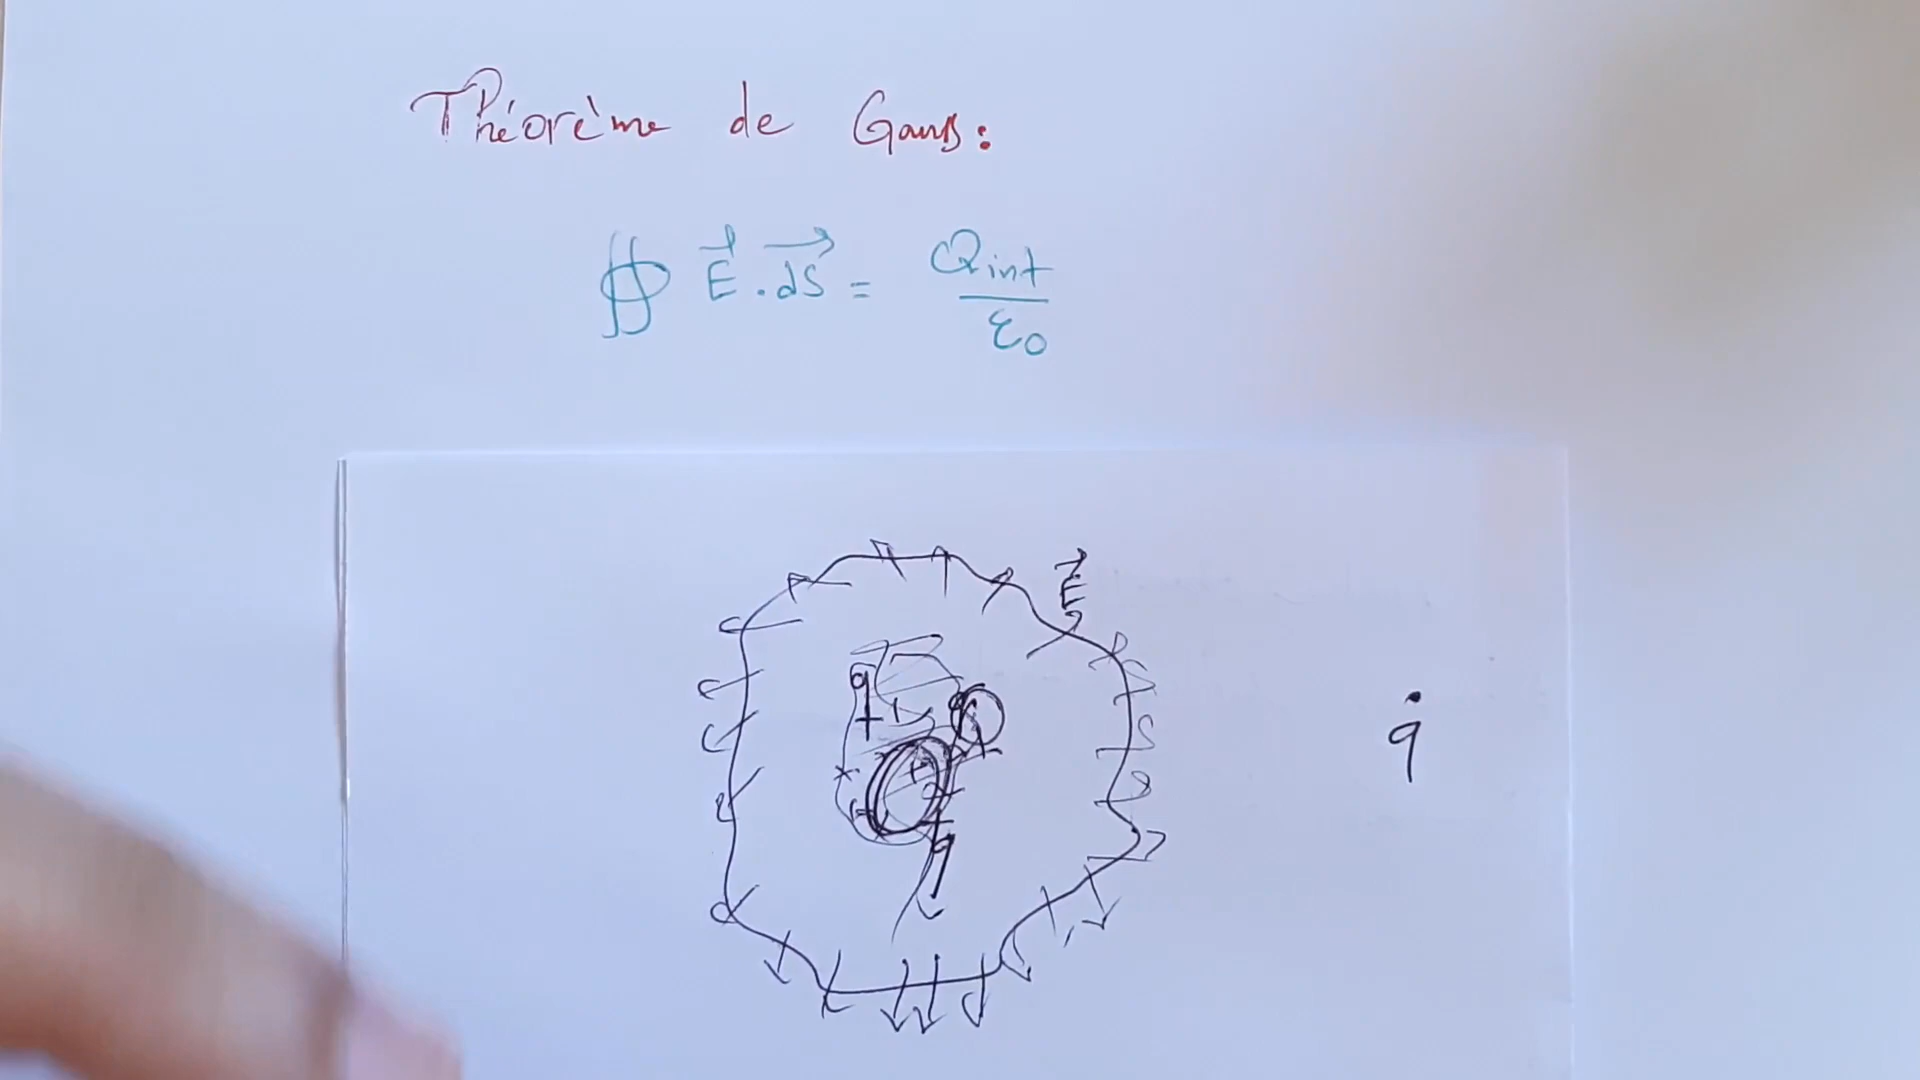 Théorème de Gauss:
∯ E⃗ . dS⃗ = Qint / ε0
E⃗
q
q
q
q